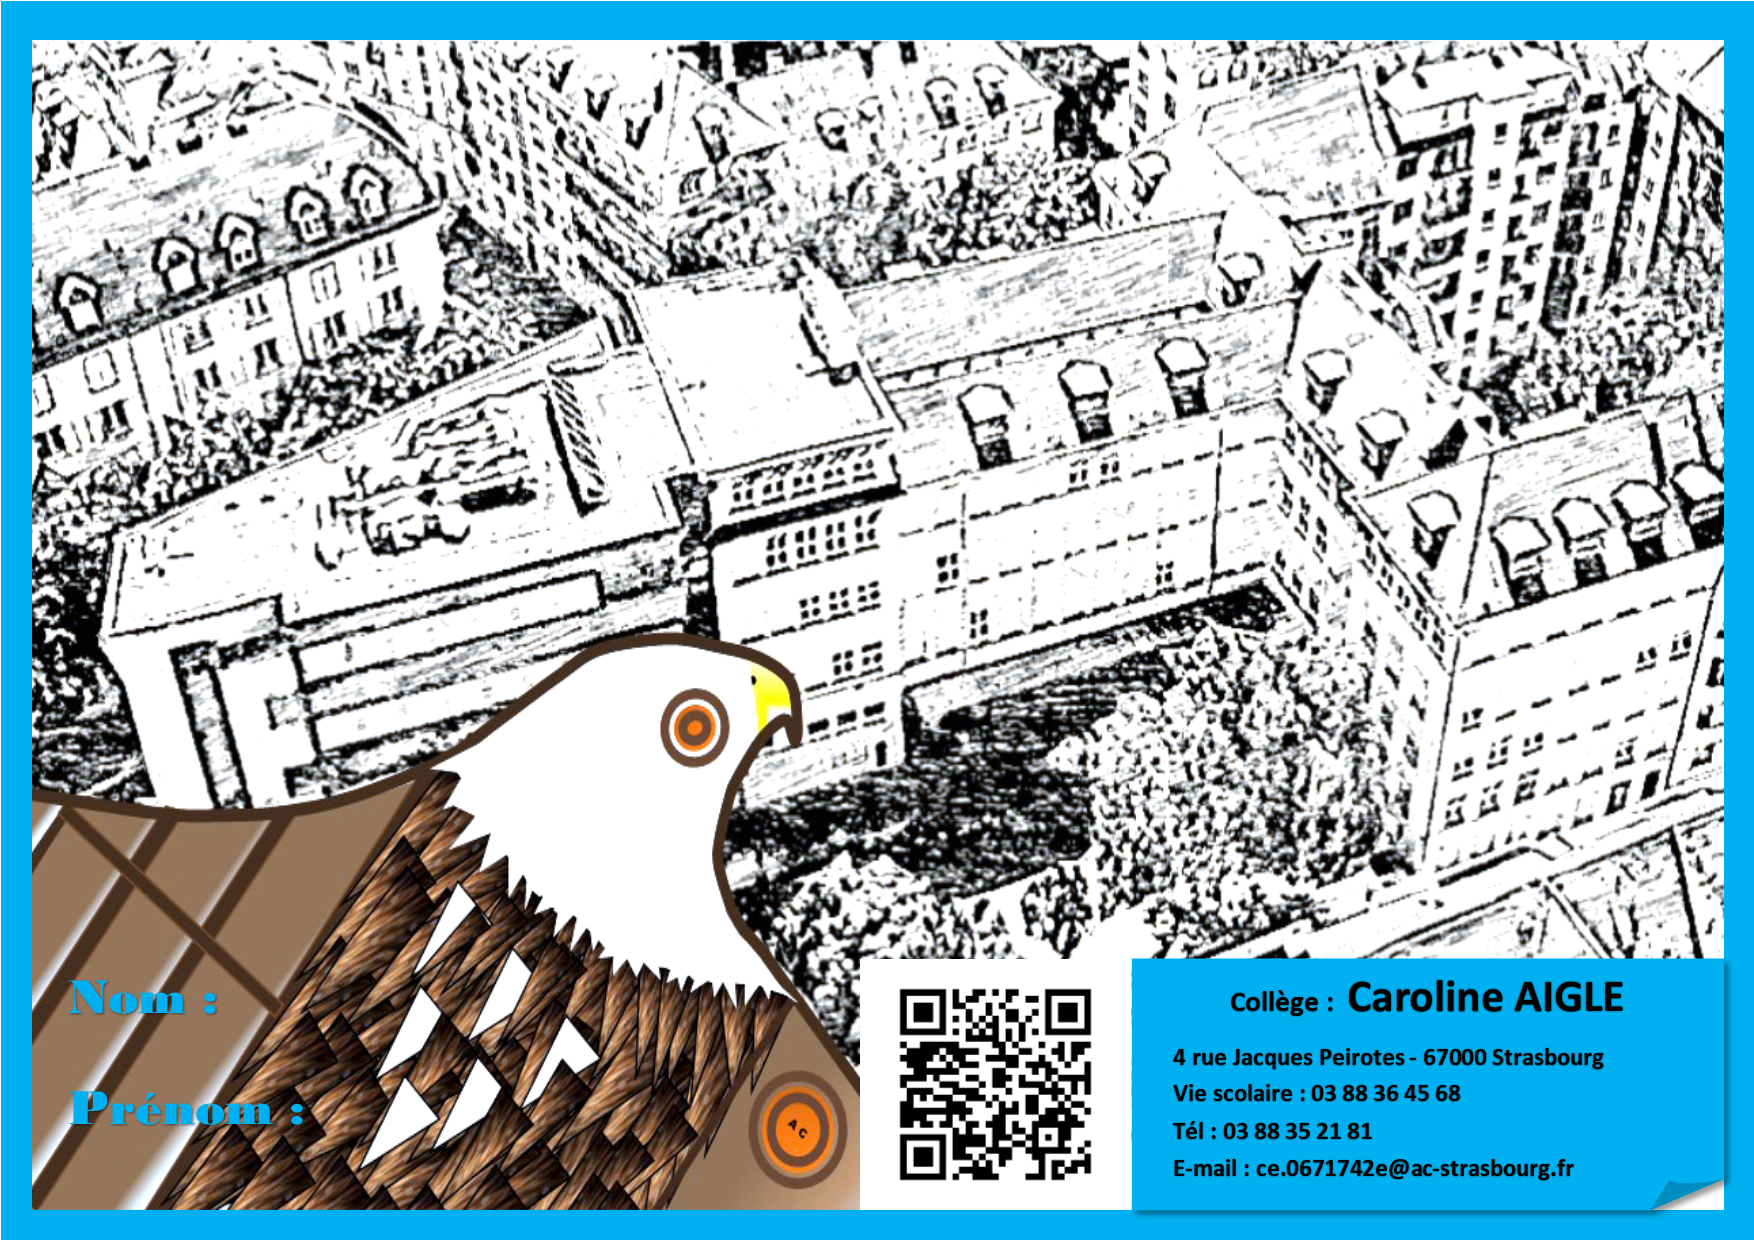 Nom :
Prénom :
AC
Collège : Caroline AIGLE
4 rue Jacques Peirotes - 67000 Strasbourg
Vie scolaire : 03 88 36 45 68
Tél : 03 88 35 21 81
E-mail : ce.0671742e@ac-strasbourg.fr